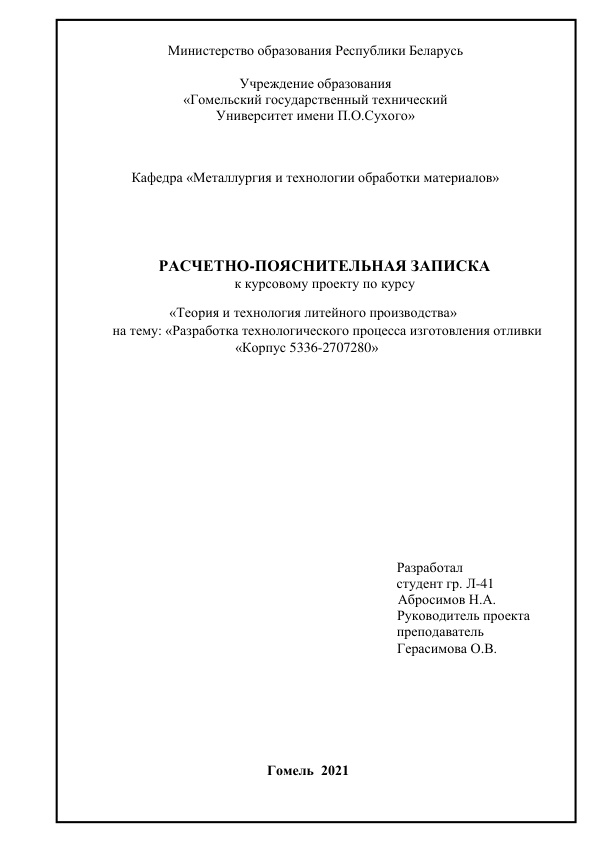 Министерство образования Республики Беларусь
Учреждение образования
«Гомельский государственный технический
Университет имени П.О.Сухого»
Кафедра «Металлургия и технологии обработки материалов»
РАСЧЕТНО-ПОЯСНИТЕЛЬНАЯ ЗАПИСКА
к курсовому проекту по курсу
«Теория и технология литейного производства»
на тему: «Разработка технологического процесса изготовления отливки
«Корпус 5336-2707280»
Разработал
студент гр. Л-41
Абросимов Н.А.
Руководитель проекта
преподаватель
Герасимова О.В.
Гомель 2021